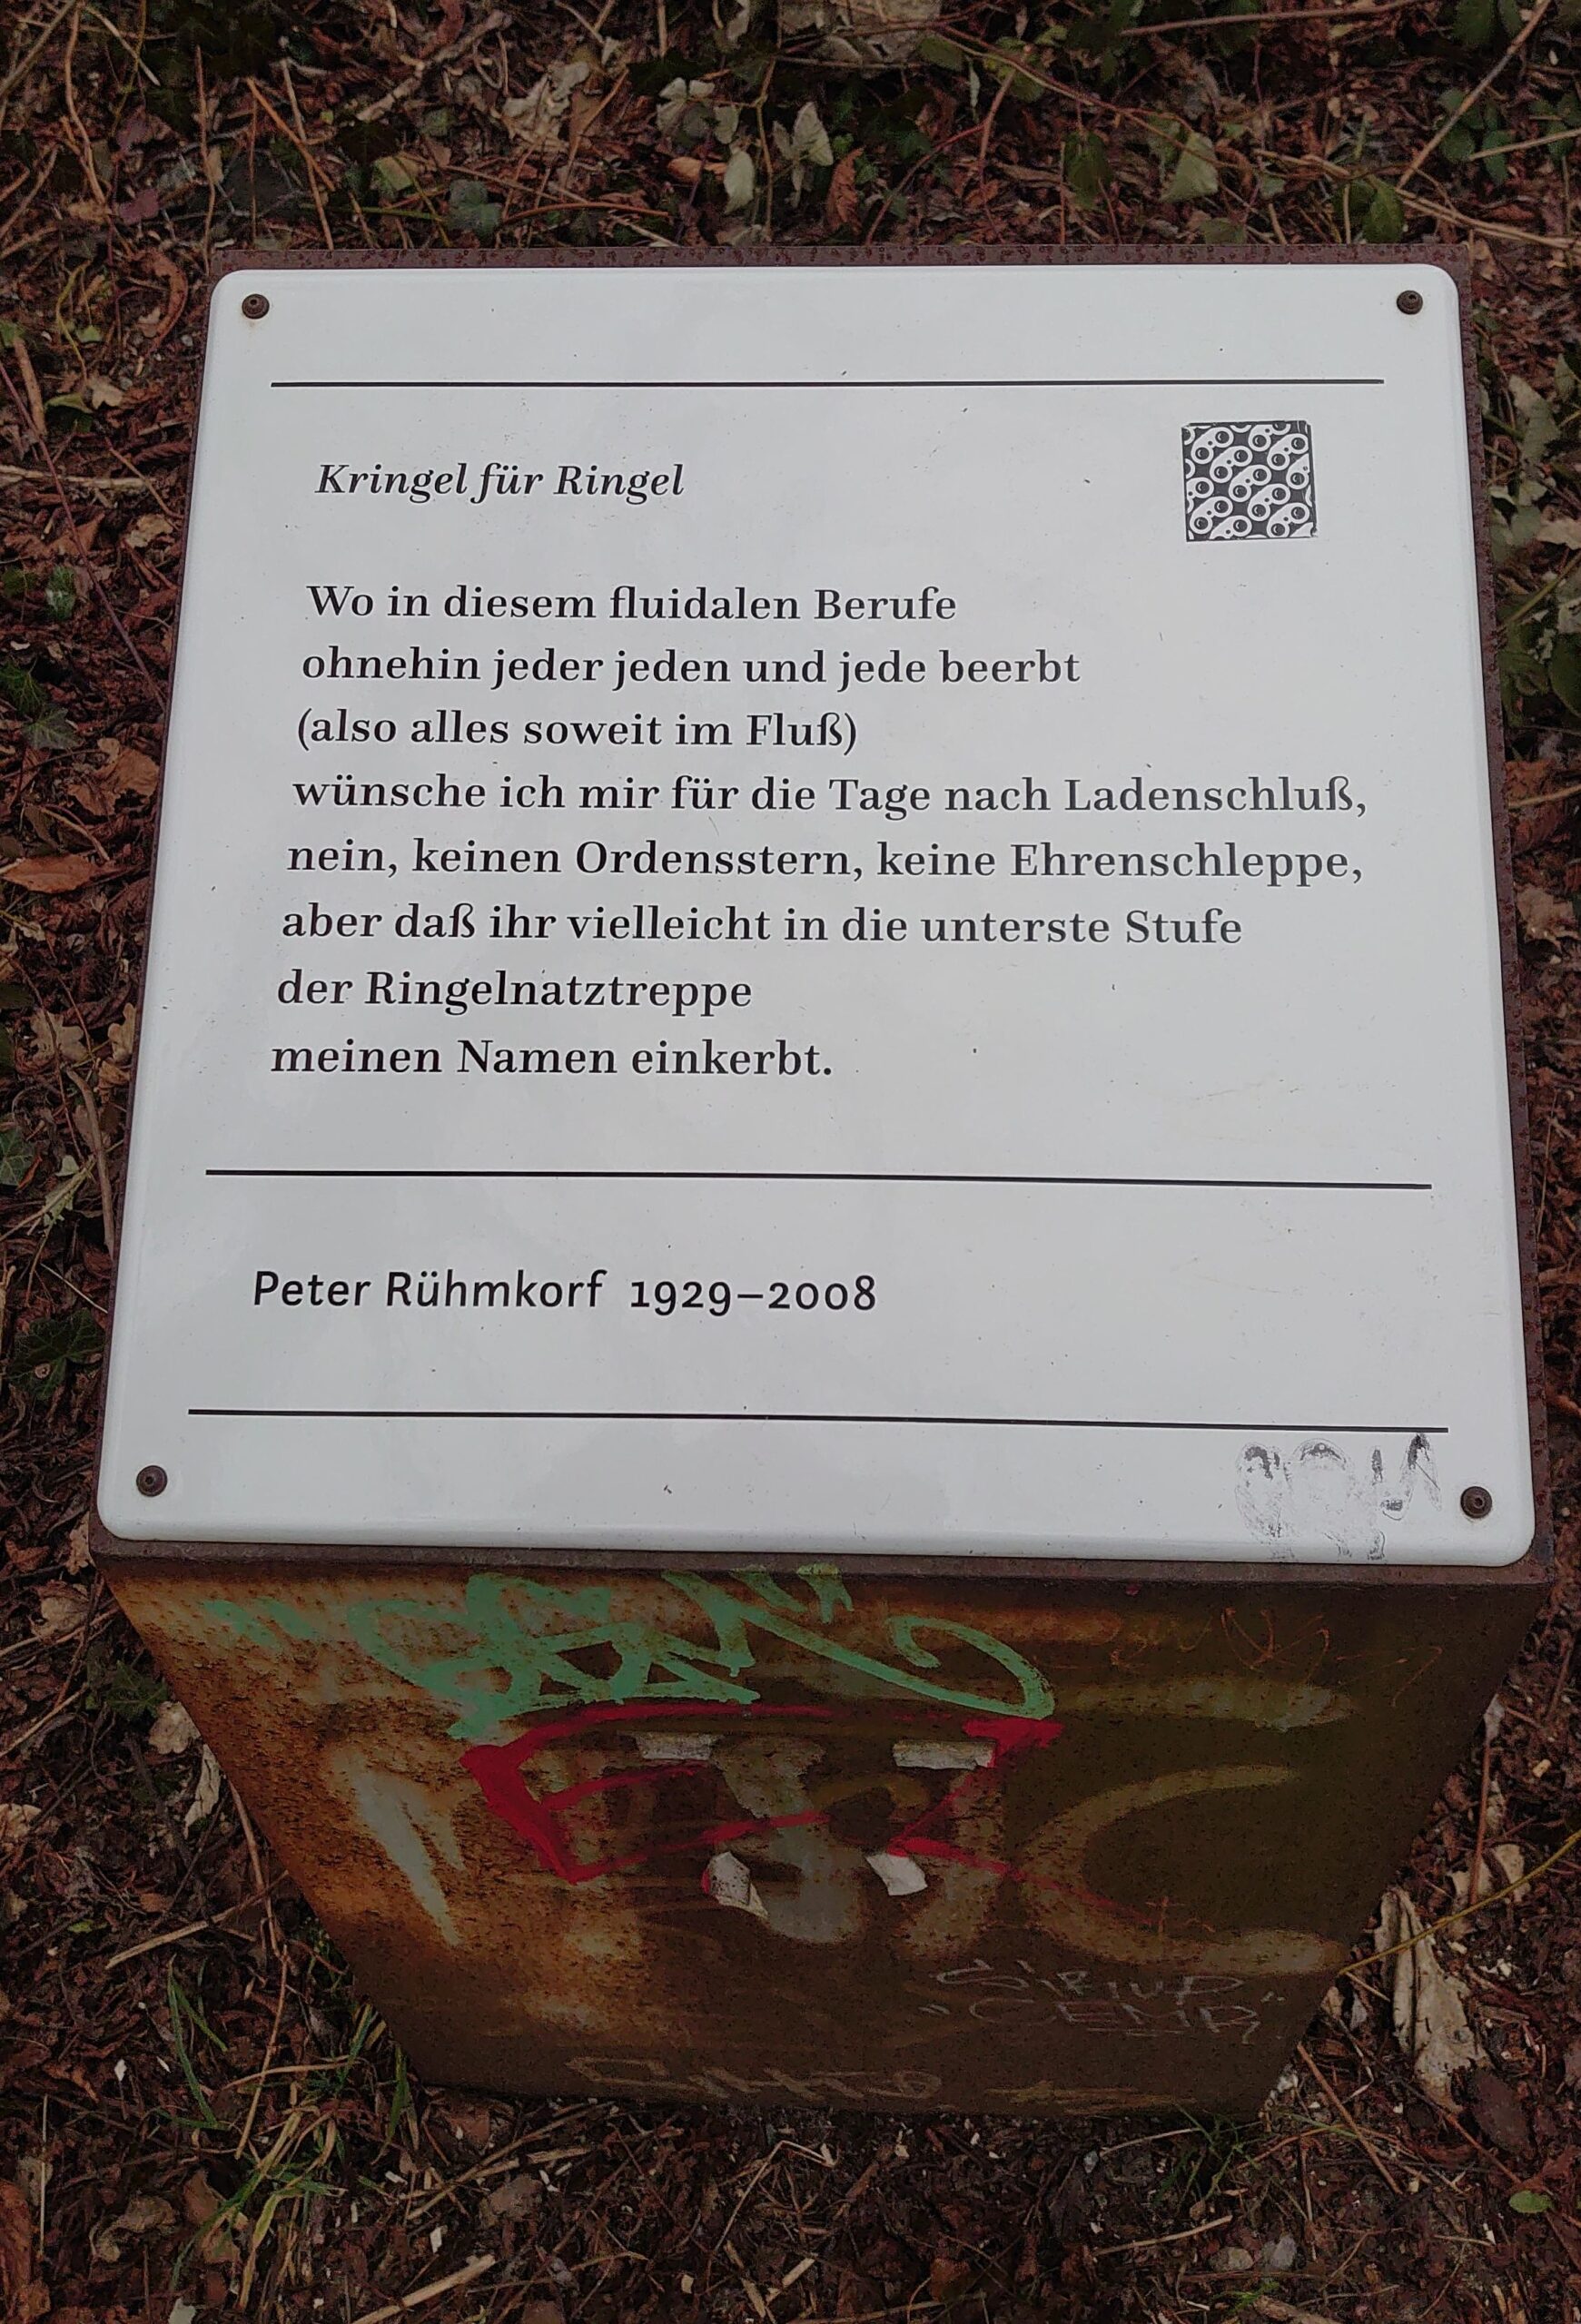 Kringel für Ringel
Wo in diesem fluidalen Berufe
ohnehin jeder jeden und jede beerbt
(also alles soweit im Fluß)
wünsche ich mir für die Tage nach Ladenschluß,
nein, keinen Ordensstern, keine Ehrenschleppe,
aber daß ihr vielleicht in die unterste Stufe
der Ringelnatztreppe
meinen Namen einkerbt.
Peter Rühmkorf 1929–2008